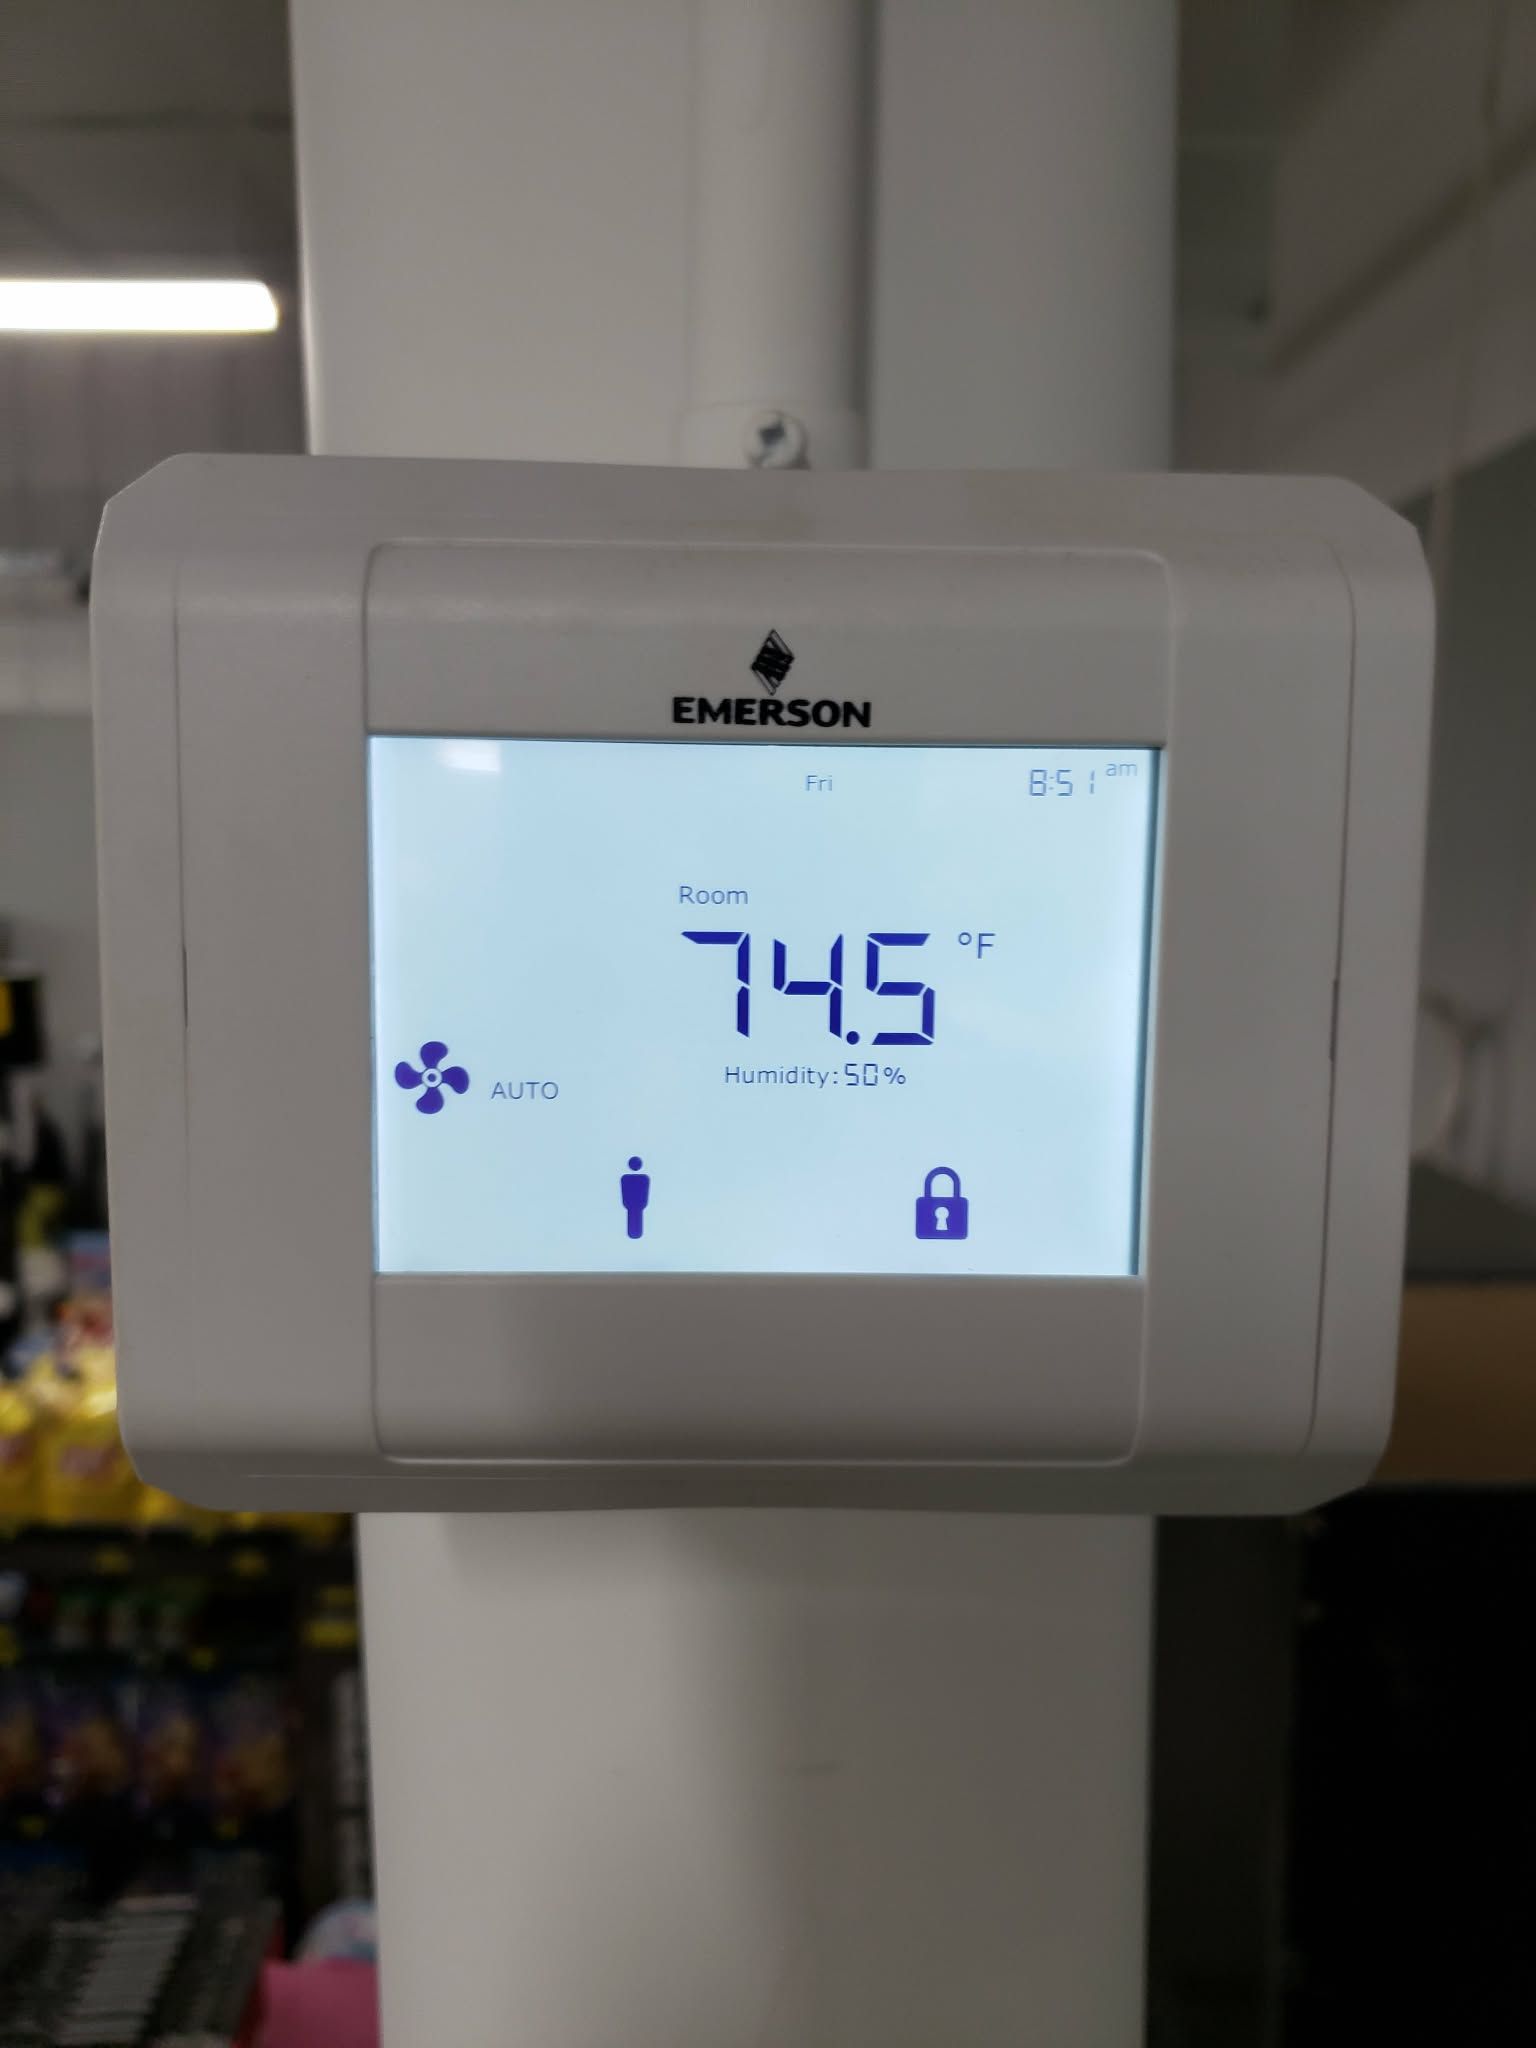 EMERSON
Fri 8:51 am
Room
74.5 °F
Humidity: 50%
AUTO